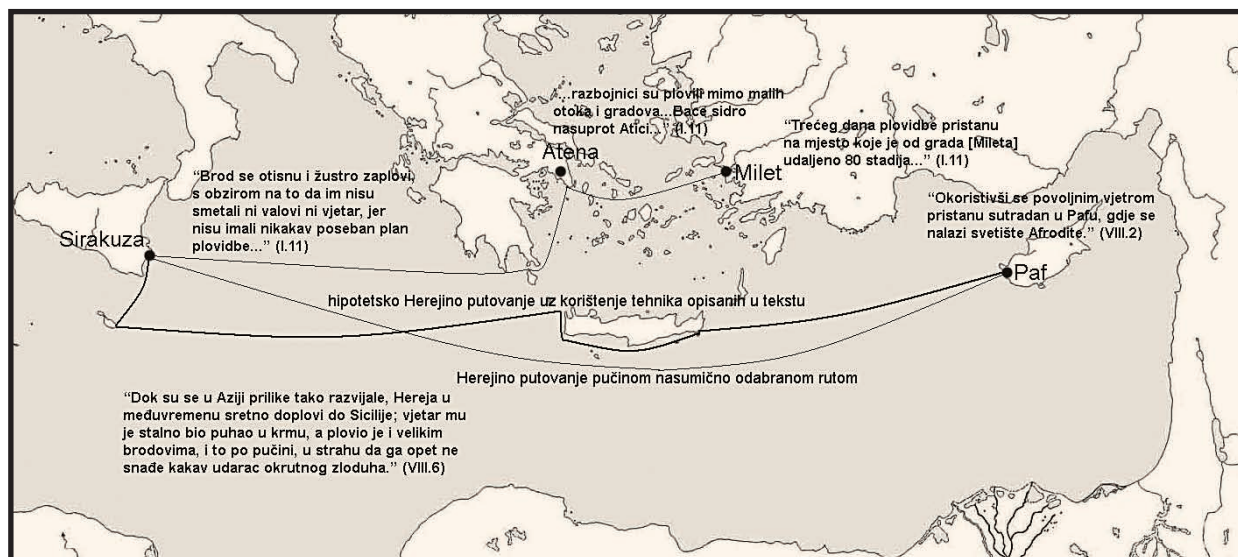 "...razbojnici su plovili mimo malih
otoka i gradova...Bace sidro
nasuprot Atici..." (I.11)
Atena
"Trećeg dana plovidbe pristanu
na mjesto koje je od grada [Mileta]
udaljeno 80 stadija..." (I.11)
Milet
"Brod se otisnu i žustro zaplovi,
s obzirom na to da im nisu
smetali ni valovi ni vjetar, jer
nisu imali nikakav poseban plan
plovidbe..." (I.11)
Sirakuza
"Okoristivši se povoljnim vjetrom
pristanu sutradan u Pafu, gdje se
nalazi svetište Afrodite." (VIII.2)
Paf
hipotetsko Herejino putovanje uz korištenje tehnika opisanih u tekstu
Herejino putovanje pučinom nasumično odabranom rutom
"Dok su se u Aziji prilike tako razvijale, Hereja u
međuvremenu sretno doplovi do Sicilije; vjetar mu
je stalno bio puhao u krmu, a plovio je i velikim
brodovima, i to po pučini, u strahu da ga opet ne
snađe kakav udarac okrutnog zloduha." (VIII.6)